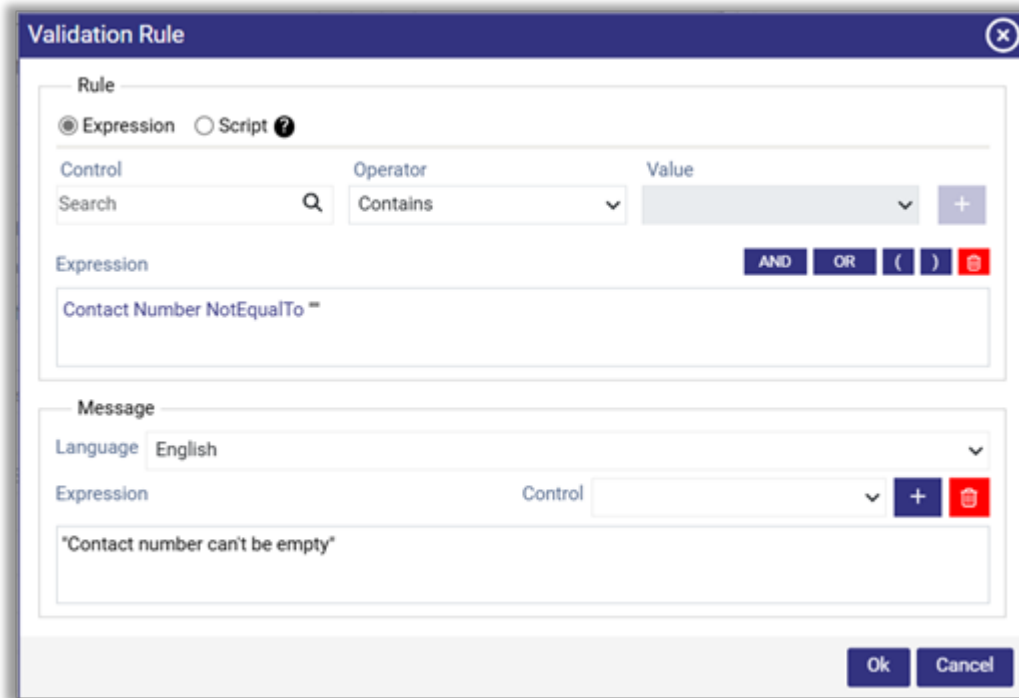 Validation Rule
Rule
Expression Script ?
Control Operator Value
Search Contains +
Expression AND OR ( )
Contact Number NotEqualTo ""
Message
Language English
Expression Control +
"Contact number can't be empty"
Ok Cancel